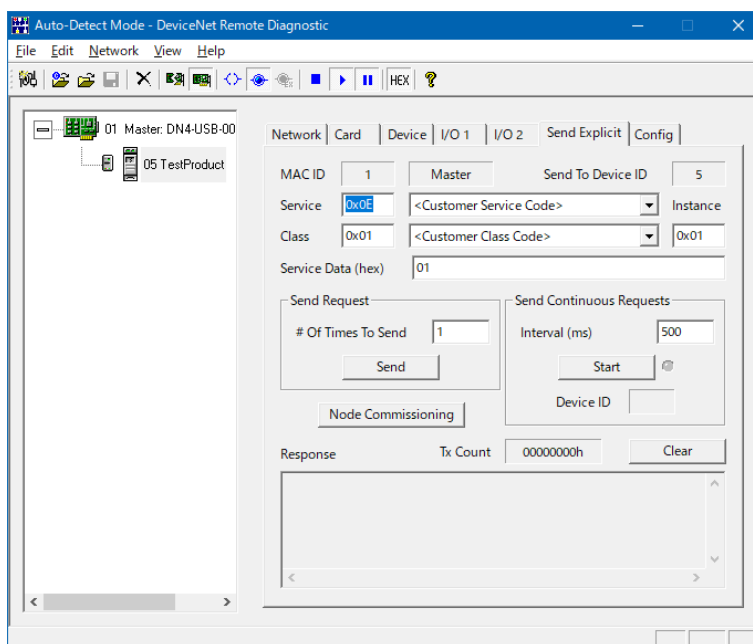 Auto-Detect Mode - DeviceNet Remote Diagnostic
File Edit Network View Help
HEX
01 Master: DN4-USB-00
05 TestProduct
Network Card Device I/O 1 I/O 2 Send Explicit Config
MAC ID 1 Master Send To Device ID 5
Service 0x0E <Customer Service Code> Instance
Class 0x01 <Customer Class Code> 0x01
Service Data (hex) 01
Send Request Send Continuous Requests
# Of Times To Send 1 Interval (ms) 500
Send Start
Node Commissioning Device ID
Response Tx Count 00000000h Clear